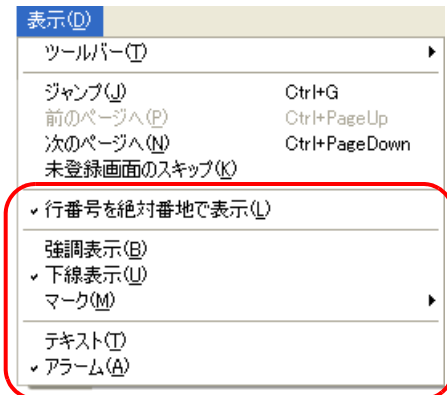 表示(D)
ツールバー(T)
ジャンプ(J) Ctrl+G
前のページへ(P) Ctrl+PageUp
次のページへ(N) Ctrl+PageDown
未登録画面のスキップ(K)
行番号を絶対番地で表示(L)
強調表示(B)
下線表示(U)
マーク(M)
テキスト(T)
アラーム(A)